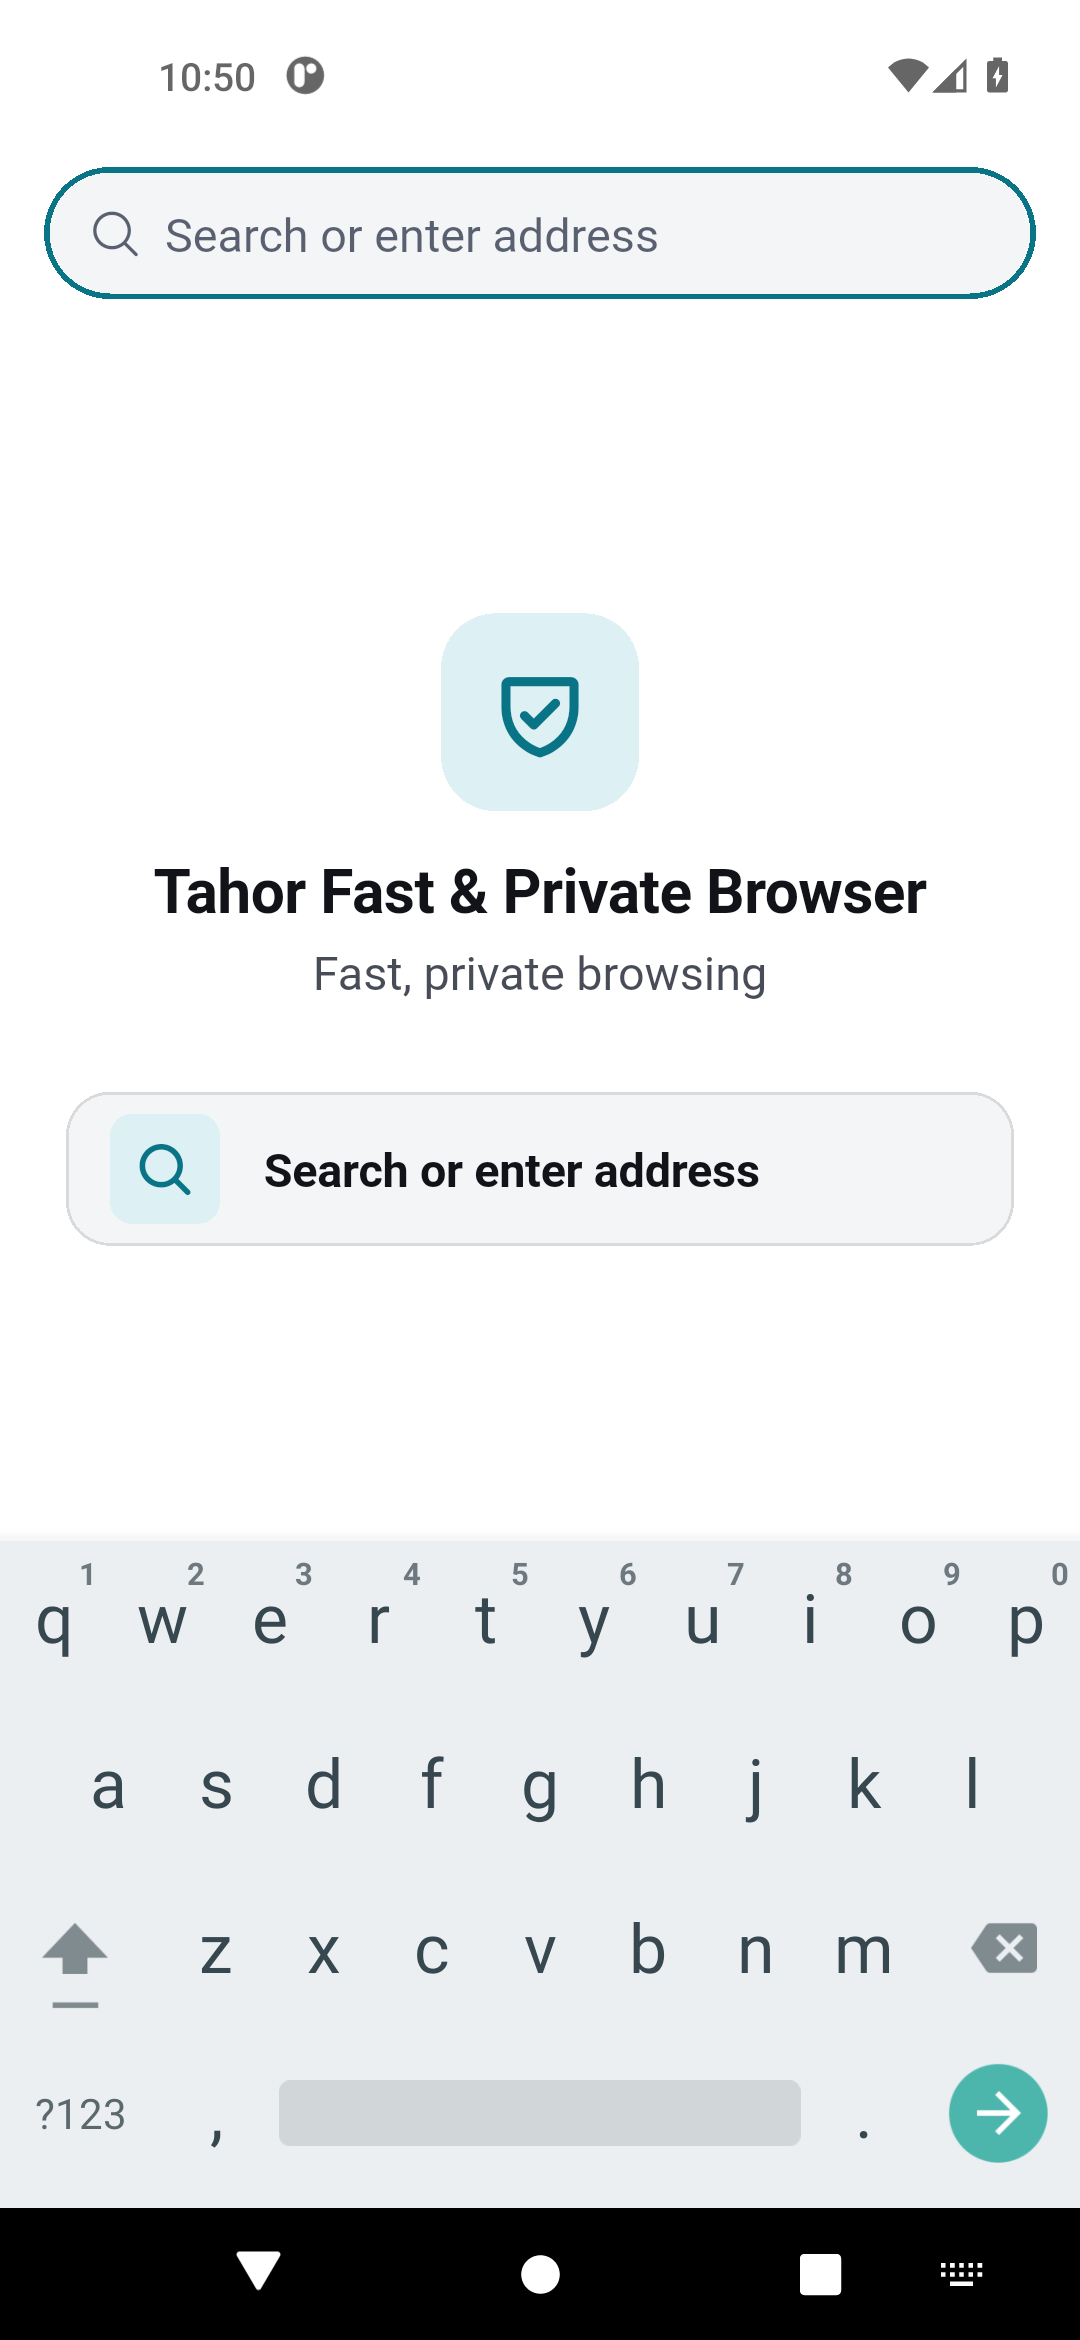 10:50
Search or enter address
Tahor Fast & Private Browser
Fast, private browsing
Search or enter address
1 2 3 4 5 6 7 8 9 0
q w e r t y u i o p
a s d f g h j k l
z x c v b n m
?123 , .